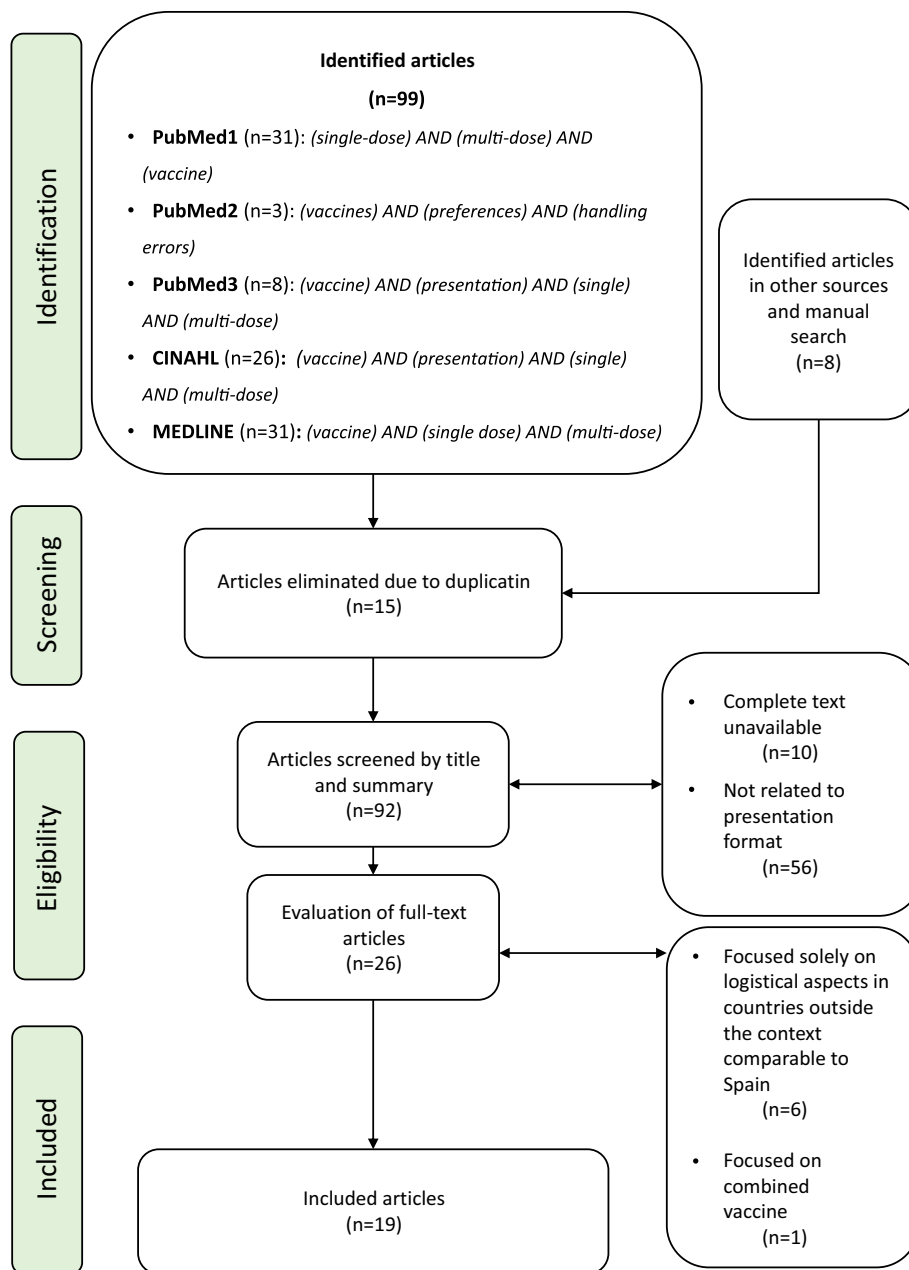 Identification
Identified articles
(n=99)
• PubMed1 (n=31): (single-dose) AND (multi-dose) AND
(vaccine)
• PubMed2 (n=3): (vaccines) AND (preferences) AND (handling
errors)
• PubMed3 (n=8): (vaccine) AND (presentation) AND (single)
AND (multi-dose)
• CINAHL (n=26): (vaccine) AND (presentation) AND (single)
AND (multi-dose)
• MEDLINE (n=31): (vaccine) AND (single dose) AND (multi-dose)
Identified articles
in other sources
and manual
search
(n=8)
Screening
Articles eliminated due to duplicatin
(n=15)
Eligibility
Articles screened by title
and summary
(n=92)
• Complete text
unavailable
(n=10)
• Not related to
presentation
format
(n=56)
Evaluation of full-text
articles
(n=26)
• Focused solely on
logistical aspects in
countries outside
the context
comparable to
Spain
(n=6)
• Focused on
combined
vaccine
(n=1)
Included
Included articles
(n=19)